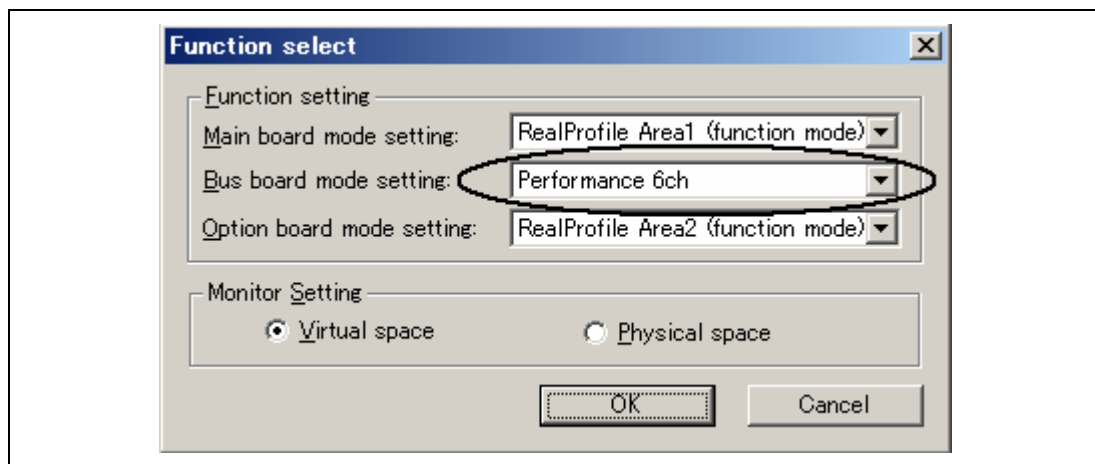 Function select
Function setting
Main board mode setting: RealProfile Area1 (function mode)
Bus board mode setting: Performance 6ch
Option board mode setting: RealProfile Area2 (function mode)
Monitor Setting
Virtual space Physical space
OK Cancel